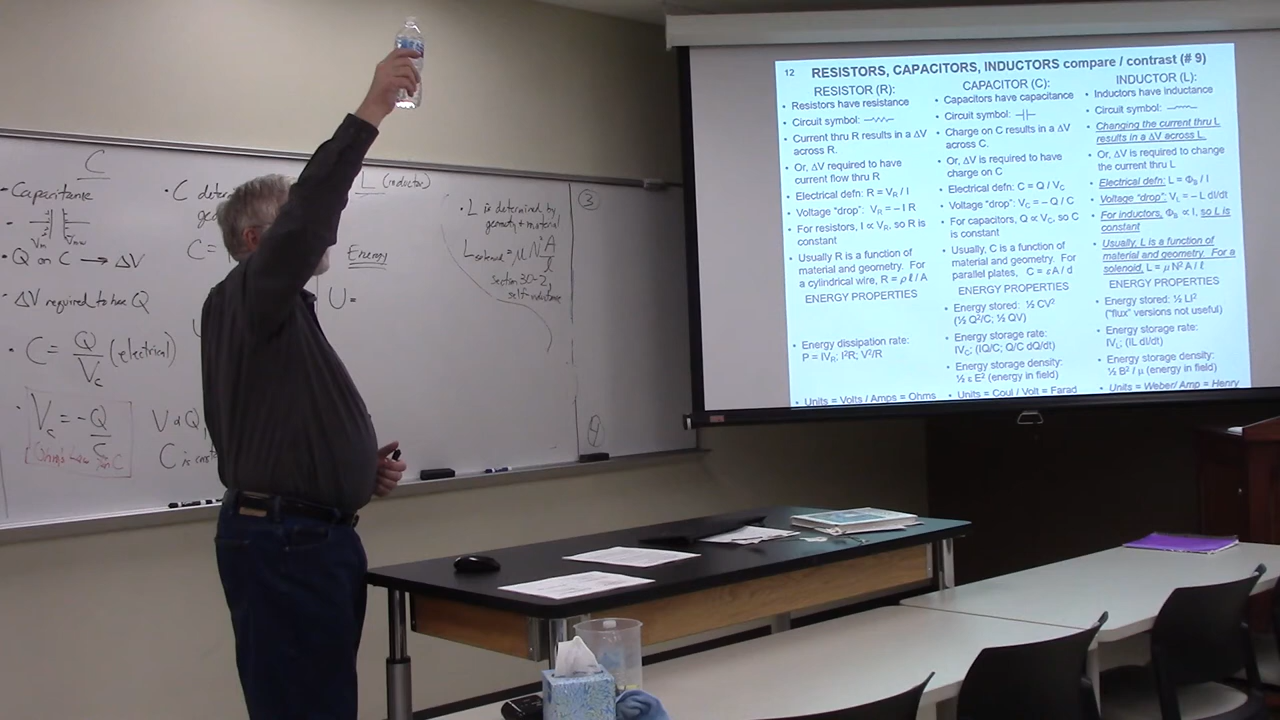 C
• Capacitance
Vm Vmw
• Q on C → ΔV
• ΔV required to have Q
• C = Q/Vc (electrical)
• Vc = -Q/C
Ohm's Law for C
• C deter
geo
C =
V ∝ Q,
C is const
L (inductor)
Energy
U =
• L is determined by
geometry + material
L solenoid = μ N² A / l
section 30-2,
self-inductance
3
4
12
RESISTORS, CAPACITORS, INDUCTORS compare / contrast (# 9)
RESISTOR (R):
• Resistors have resistance
• Circuit symbol:
• Current thru R results in a ΔV
across R.
• Or, ΔV required to have
current flow thru R
• Electrical defn: R = VR / I
• Voltage "drop": VR = – I R
• For resistors, I ∝ VR, so R is
constant
• Usually R is a function of
material and geometry. For
a cylindrical wire, R = ρ ℓ / A
ENERGY PROPERTIES
• Energy dissipation rate:
P = IVR; I²R; V²/R
• Units = Volts / Amps = Ohms
CAPACITOR (C):
• Capacitors have capacitance
• Circuit symbol:
• Charge on C results in a ΔV
across C.
• Or, ΔV is required to have
charge on C
• Electrical defn: C = Q / VC
• Voltage "drop": VC = – Q / C
• For capacitors, Q ∝ VC, so C
is constant
• Usually, C is a function of
material and geometry. For
parallel plates, C = εA / d
ENERGY PROPERTIES
• Energy stored: ½ CV²
(½ Q²/C; ½ QV)
• Energy storage rate:
IVC; (IQ/C; Q/C dQ/dt)
• Energy storage density:
½ ε E² (energy in field)
• Units = Coul / Volt = Farad
INDUCTOR (L):
• Inductors have inductance
• Circuit symbol:
• Changing the current thru L
results in a ΔV across L.
• Or, ΔV is required to change
the current thru L
• Electrical defn: L = ΦB / I
• Voltage "drop": VL = – L dI/dt
• For inductors, ΦB ∝ I, so L is
constant
• Usually, L is a function of
material and geometry. For a
solenoid, L = μ N² A / ℓ
ENERGY PROPERTIES
• Energy stored: ½ LI²
("flux" versions not useful)
• Energy storage rate:
IVL; (IL dI/dt)
• Energy storage density:
½ B² / μ (energy in field)
• Units = Weber/ Amp = Henry